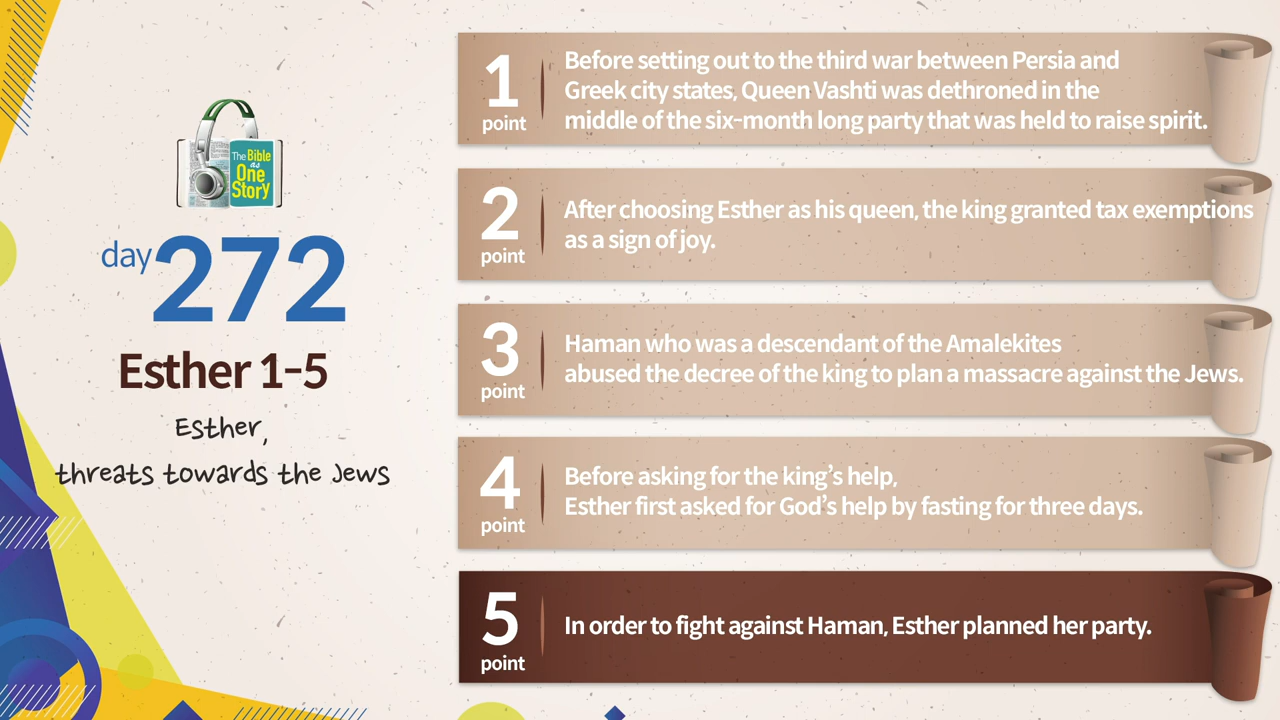 The Bible
as
One
Story
day 272
Esther 1-5
Esther,
threats towards the Jews
1
point
Before setting out to the third war between Persia and
Greek city states, Queen Vashti was dethroned in the
middle of the six-month long party that was held to raise spirit.
2
point
After choosing Esther as his queen, the king granted tax exemptions
as a sign of joy.
3
point
Haman who was a descendant of the Amalekites
abused the decree of the king to plan a massacre against the Jews.
4
point
Before asking for the king's help,
Esther first asked for God's help by fasting for three days.
5
point
In order to fight against Haman, Esther planned her party.